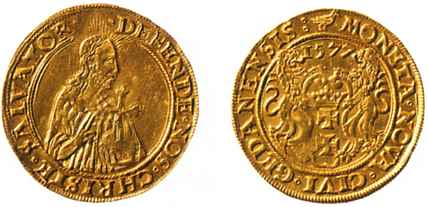 DEFENDE·NOS·CHRISTE·SALVATOR·
MONETA·NOVA·CIVI·GEDANENSIS:
1577